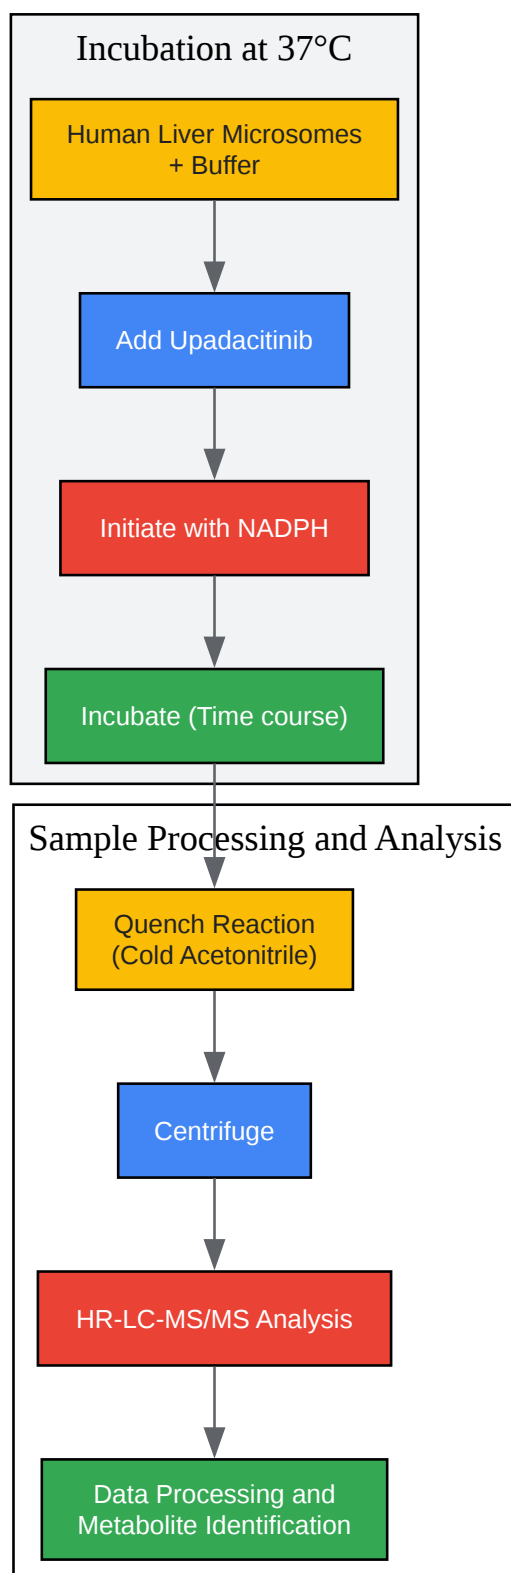 Incubation at 37°C
Human Liver Microsomes
+ Buffer
Add Upadacitinib
Initiate with NADPH
Incubate (Time course)
Sample Processing and Analysis
Quench Reaction
(Cold Acetonitrile)
Centrifuge
HR-LC-MS/MS Analysis
Data Processing and
Metabolite Identification